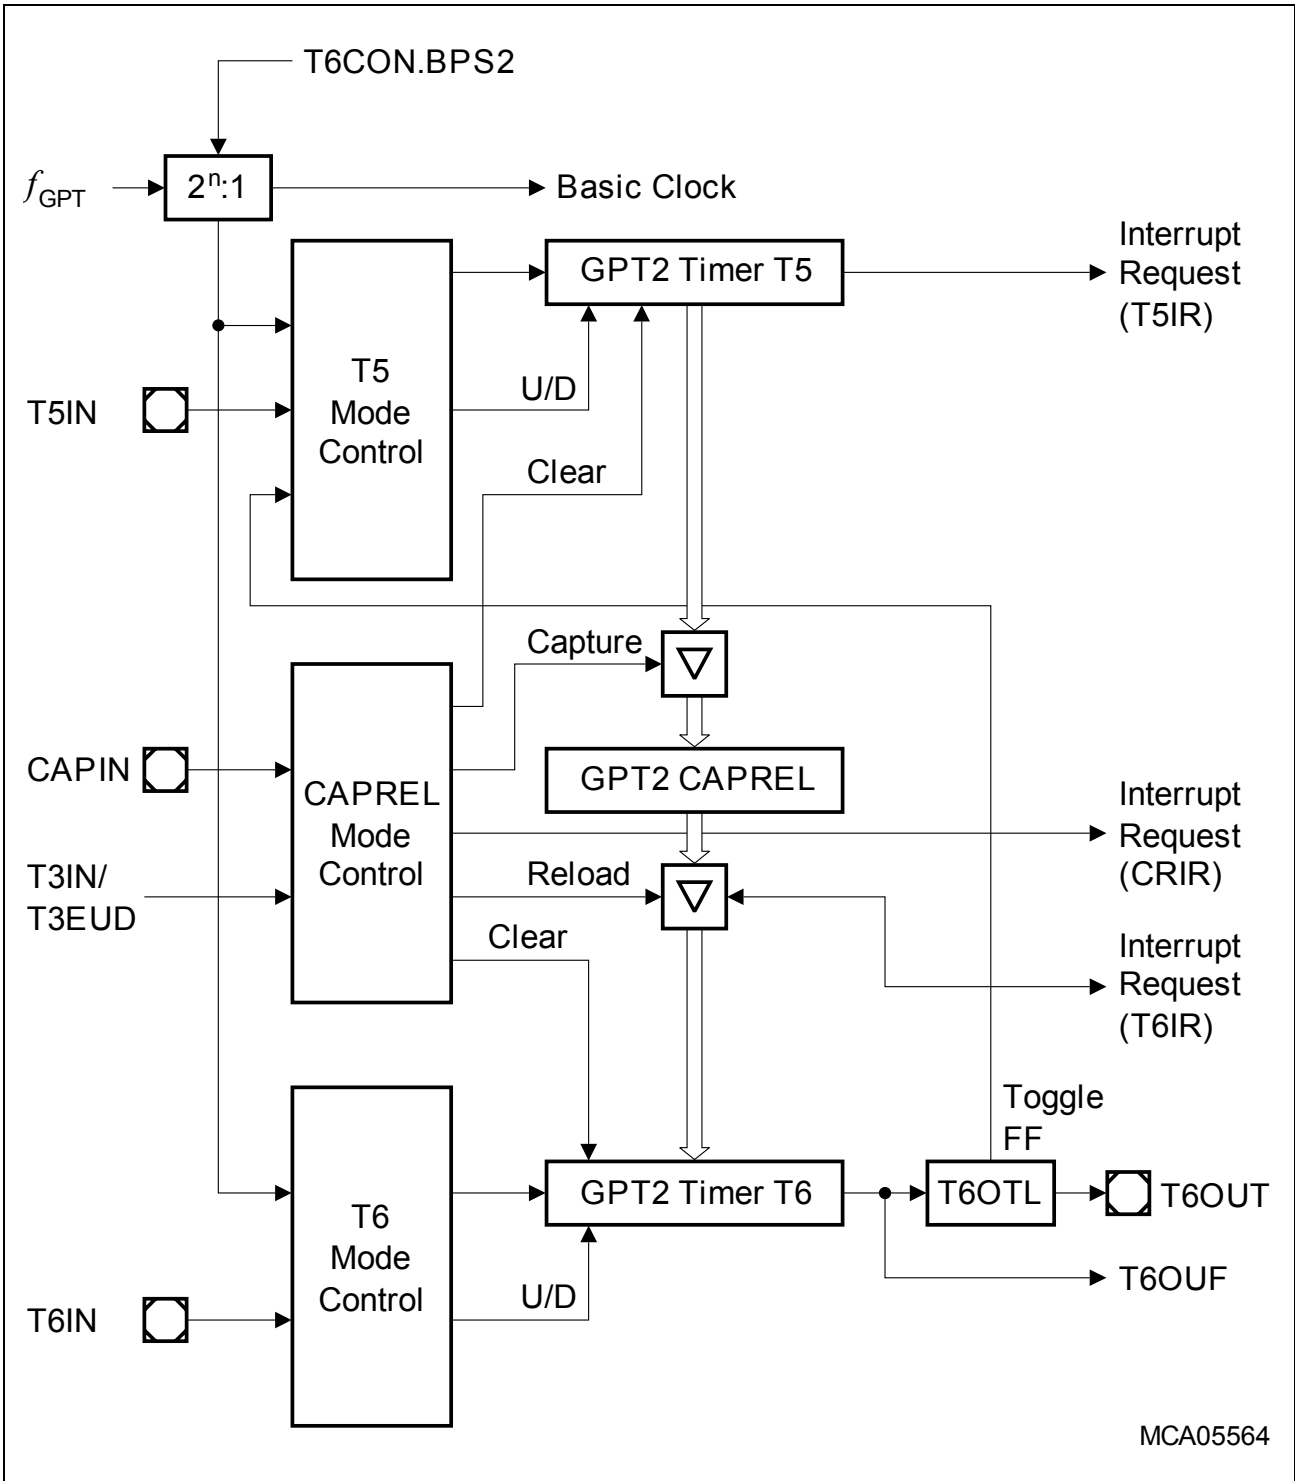 T6CON.BPS2
fGPT
2n:1
Basic Clock
GPT2 Timer T5
Interrupt
Request
(T5IR)
T5
Mode
Control
T5IN
U/D
Clear
Capture
GPT2 CAPREL
CAPIN
CAPREL
Mode
Control
Interrupt
Request
(CRIR)
T3IN/
T3EUD
Reload
Clear
Interrupt
Request
(T6IR)
Toggle
FF
GPT2 Timer T6
T6OTL
T6OUT
T6
Mode
Control
T6OUF
U/D
T6IN
MCA05564